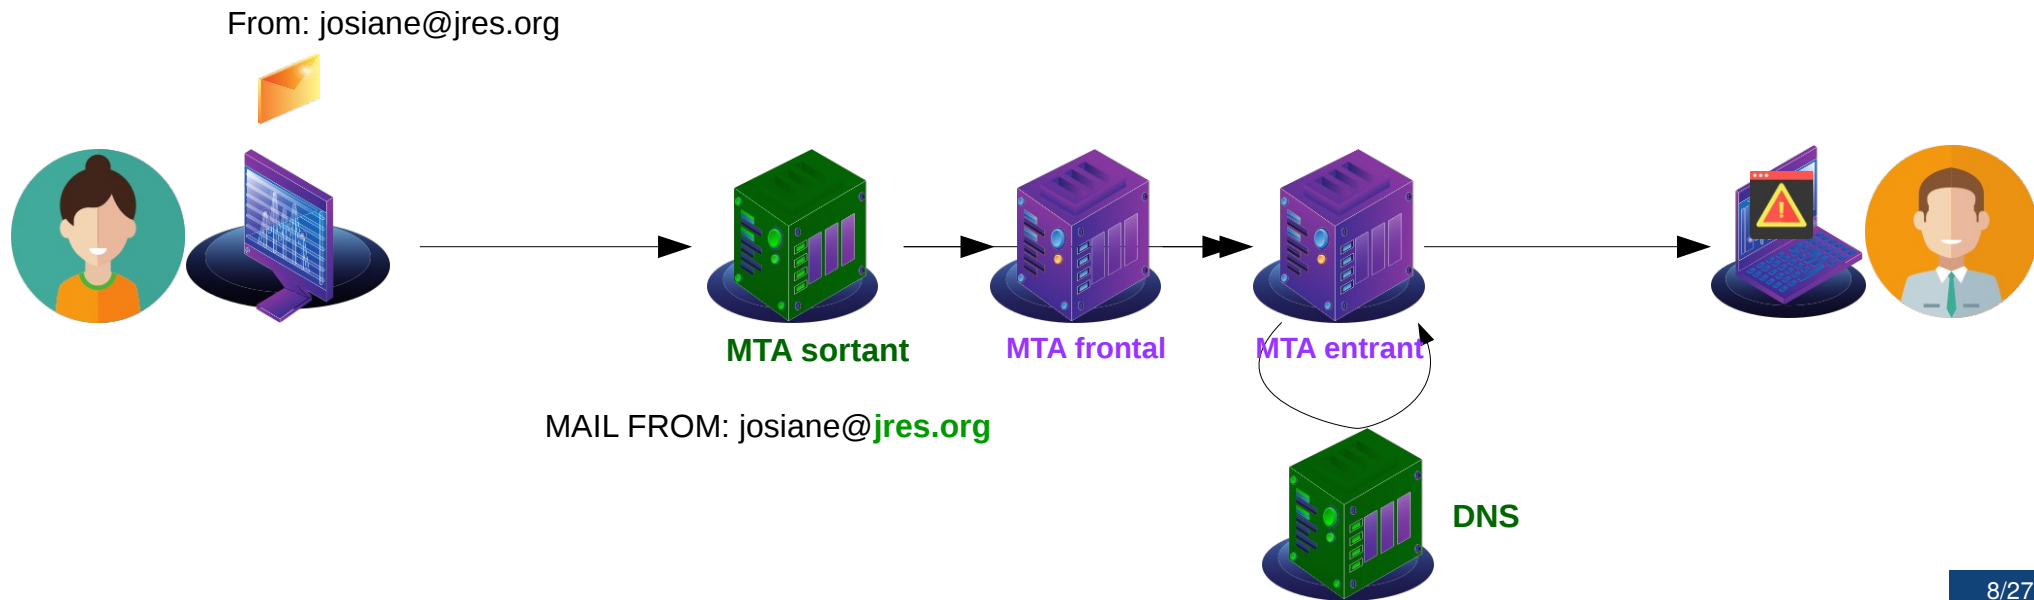 From: josiane@jres.org
MTA sortant
MTA frontal
MTA entrant
MAIL FROM: josiane@jres.org
DNS
8/27